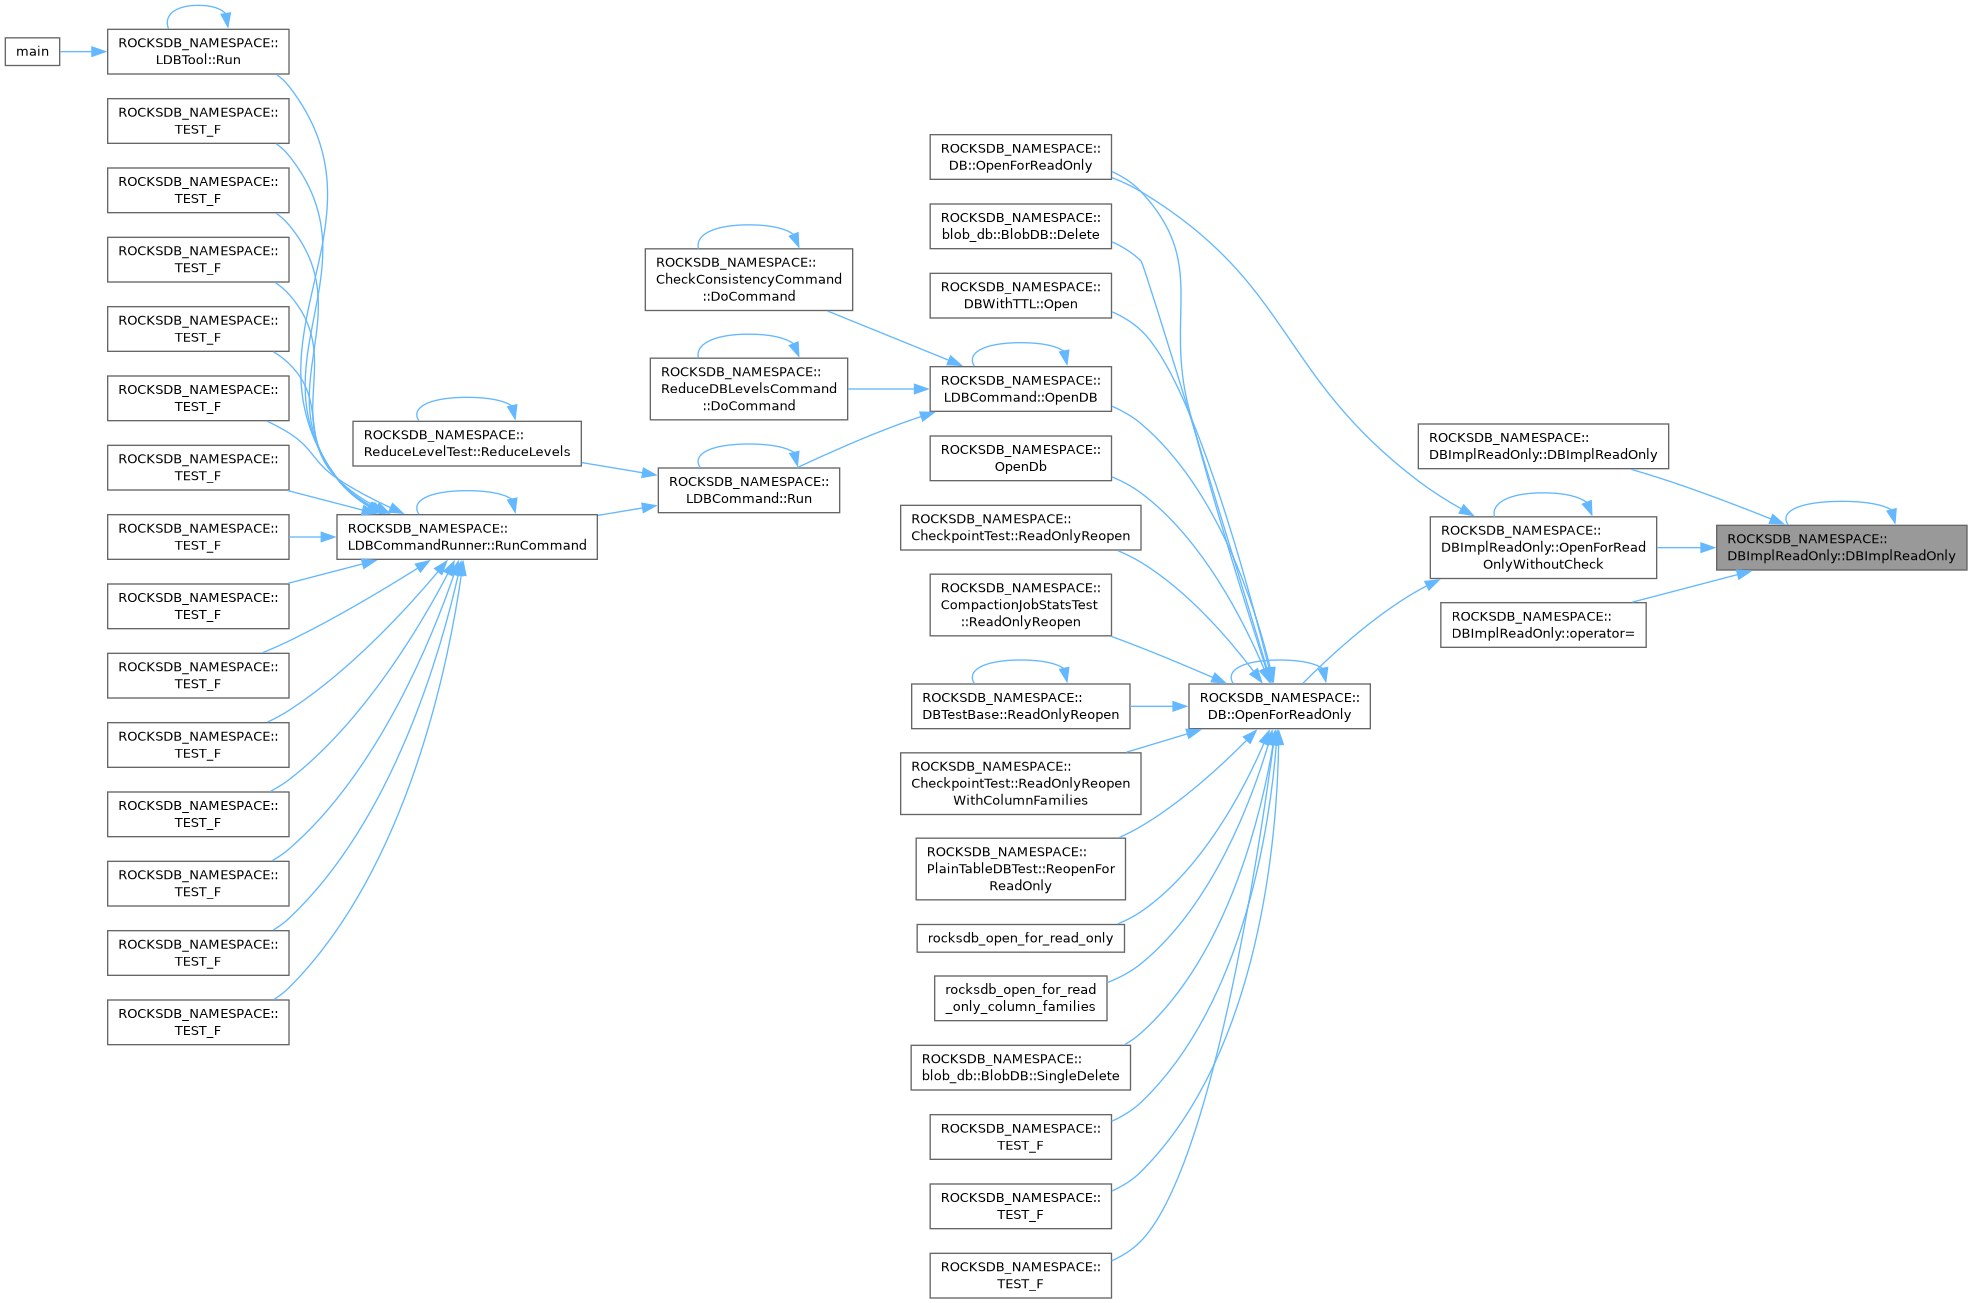 main
ROCKSDB_NAMESPACE::
LDBTool::Run
ROCKSDB_NAMESPACE::
TEST_F
ROCKSDB_NAMESPACE::
TEST_F
ROCKSDB_NAMESPACE::
TEST_F
ROCKSDB_NAMESPACE::
TEST_F
ROCKSDB_NAMESPACE::
TEST_F
ROCKSDB_NAMESPACE::
TEST_F
ROCKSDB_NAMESPACE::
TEST_F
ROCKSDB_NAMESPACE::
TEST_F
ROCKSDB_NAMESPACE::
TEST_F
ROCKSDB_NAMESPACE::
TEST_F
ROCKSDB_NAMESPACE::
TEST_F
ROCKSDB_NAMESPACE::
TEST_F
ROCKSDB_NAMESPACE::
TEST_F
ROCKSDB_NAMESPACE::
TEST_F
ROCKSDB_NAMESPACE::
ReduceLevelTest::ReduceLevels
ROCKSDB_NAMESPACE::
LDBCommandRunner::RunCommand
ROCKSDB_NAMESPACE::
CheckConsistencyCommand
::DoCommand
ROCKSDB_NAMESPACE::
ReduceDBLevelsCommand
::DoCommand
ROCKSDB_NAMESPACE::
LDBCommand::Run
ROCKSDB_NAMESPACE::
DB::OpenForReadOnly
ROCKSDB_NAMESPACE::
blob_db::BlobDB::Delete
ROCKSDB_NAMESPACE::
DBWithTTL::Open
ROCKSDB_NAMESPACE::
LDBCommand::OpenDB
ROCKSDB_NAMESPACE::
OpenDb
ROCKSDB_NAMESPACE::
CheckpointTest::ReadOnlyReopen
ROCKSDB_NAMESPACE::
CompactionJobStatsTest
::ReadOnlyReopen
ROCKSDB_NAMESPACE::
DBTestBase::ReadOnlyReopen
ROCKSDB_NAMESPACE::
CheckpointTest::ReadOnlyReopen
WithColumnFamilies
ROCKSDB_NAMESPACE::
PlainTableDBTest::ReopenFor
ReadOnly
rocksdb_open_for_read_only
rocksdb_open_for_read
_only_column_families
ROCKSDB_NAMESPACE::
blob_db::BlobDB::SingleDelete
ROCKSDB_NAMESPACE::
TEST_F
ROCKSDB_NAMESPACE::
TEST_F
ROCKSDB_NAMESPACE::
TEST_F
ROCKSDB_NAMESPACE::
DB::OpenForReadOnly
ROCKSDB_NAMESPACE::
DBImplReadOnly::DBImplReadOnly
ROCKSDB_NAMESPACE::
DBImplReadOnly::OpenForRead
OnlyWithoutCheck
ROCKSDB_NAMESPACE::
DBImplReadOnly::operator=
ROCKSDB_NAMESPACE::
DBImplReadOnly::DBImplReadOnly